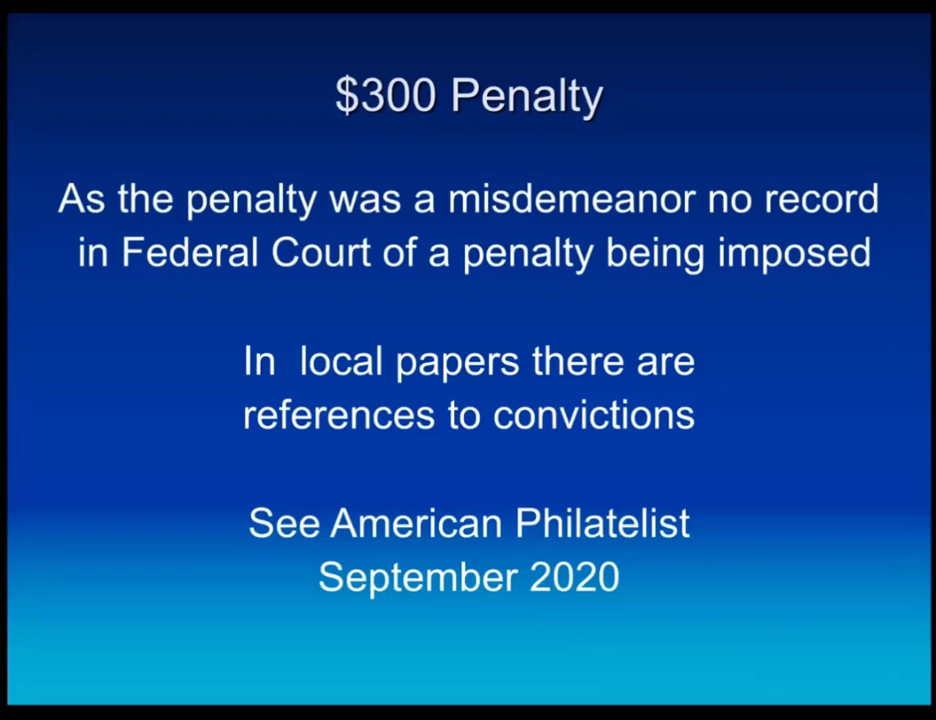 $300 Penalty
As the penalty was a misdemeanor no record
in Federal Court of a penalty being imposed
In  local papers there are
references to convictions
See American Philatelist
September 2020